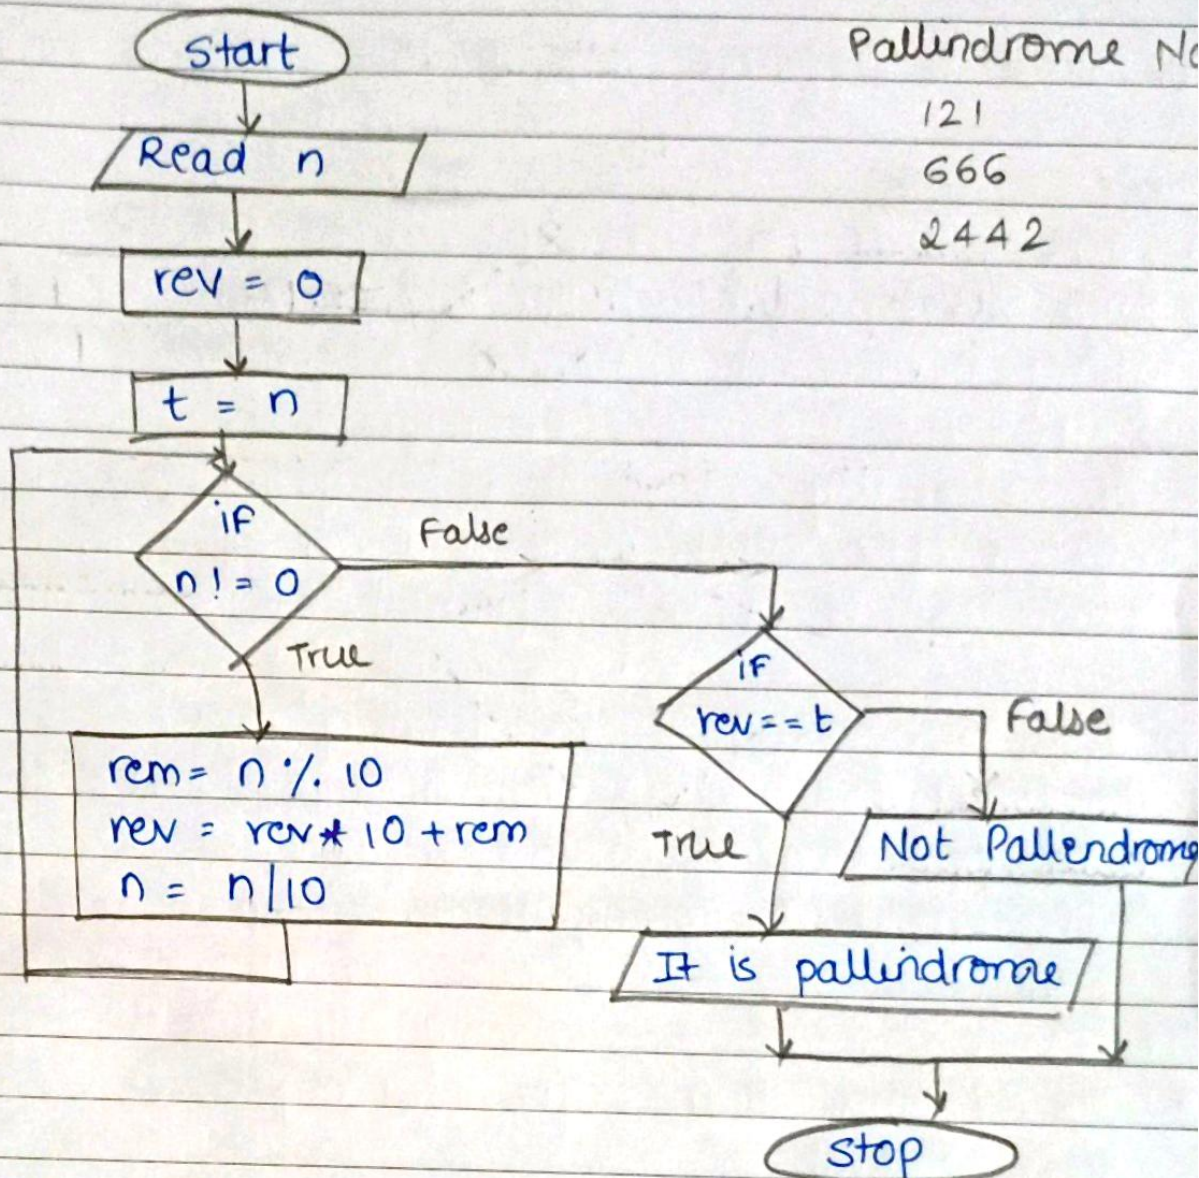 Start
Read n
rev = 0
t = n
if
n != 0
False
True
rem = n % 10
rev = rev * 10 + rem
n = n/10
if
rev == t
False
True
Not Pallendrome
It is pallindrome
Stop
Pallindrome No
121
666
2442